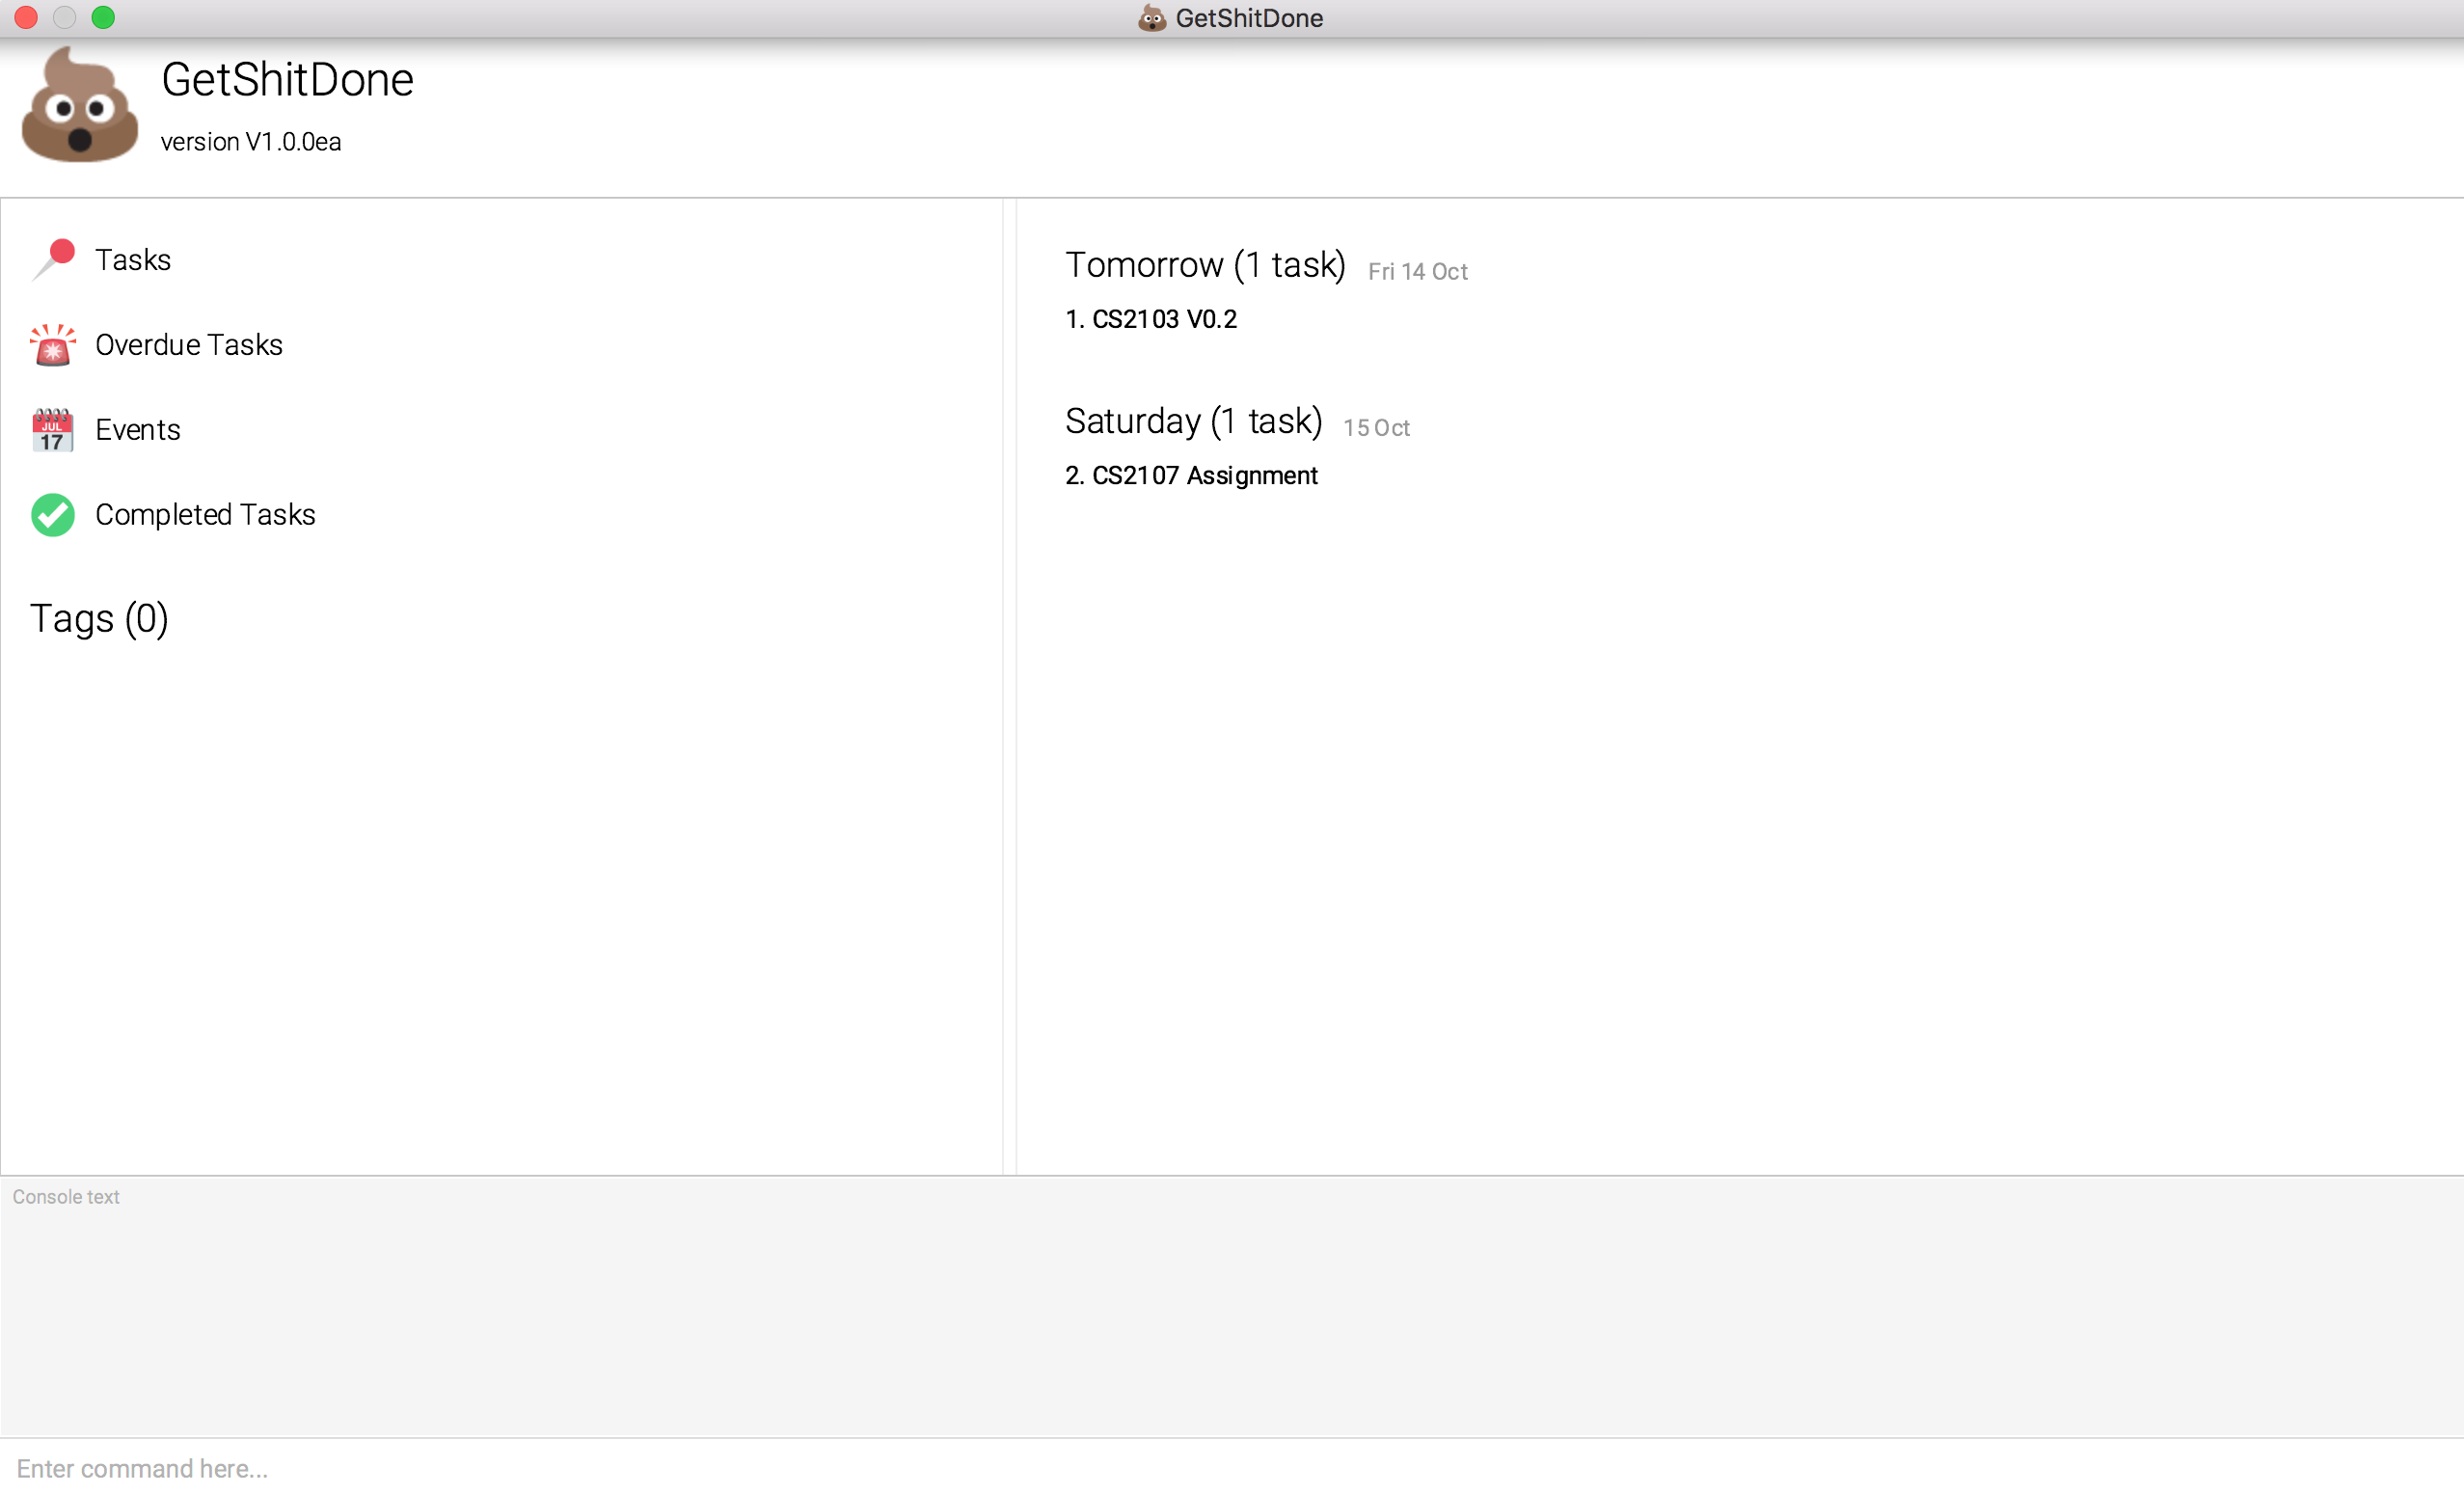 GetShitDone
GetShitDone
version V1.0.0ea
Tasks
Overdue Tasks
JUL
17
Events
Completed Tasks
Tags (0)
Tomorrow (1 task) Fri 14 Oct
1. CS2103 V0.2
Saturday (1 task) 15 Oct
2. CS2107 Assignment
Console text
Enter command here...